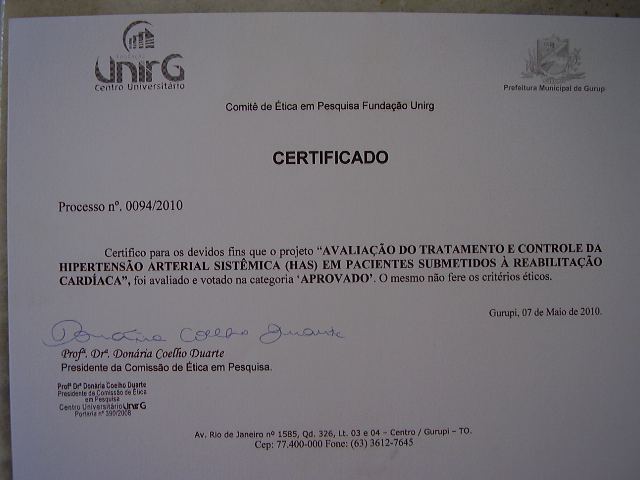 UnirG
Centro Universitário
Prefeitura Municipal de Gurupi
Comitê de Ética em Pesquisa Fundação Unirg
CERTIFICADO
Processo nº. 0094/2010
Certifico para os devidos fins que o projeto "AVALIAÇÃO DO TRATAMENTO E CONTROLE DA
HIPERTENSÃO ARTERIAL SISTÊMICA (HAS) EM PACIENTES SUBMETIDOS À REABILITAÇÃO
CARDÍACA", foi avaliado e votado na categoria 'APROVADO'. O mesmo não fere os critérios éticos.
Gurupi, 07 de Maio de 2010.
Donária Coelho Duarte
Profª. Drª. Donária Coelho Duarte
Presidente da Comissão de Ética em Pesquisa.
Profª Drª Donária Coelho Duarte
Presidente da Comissão de Ética
em Pesquisa
Centro Universitário UnirG
Portaria nº 390/2008
Av. Rio de Janeiro nº 1585, Qd. 326, Lt. 03 e 04 – Centro / Gurupi – TO.
Cep: 77.400-000 Fone: (63) 3612-7645